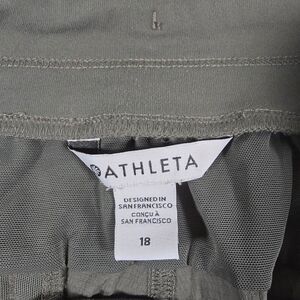 ATHLETA
DESIGNED IN
SAN FRANCISCO
CONÇU À
SAN FRANCISCO
18